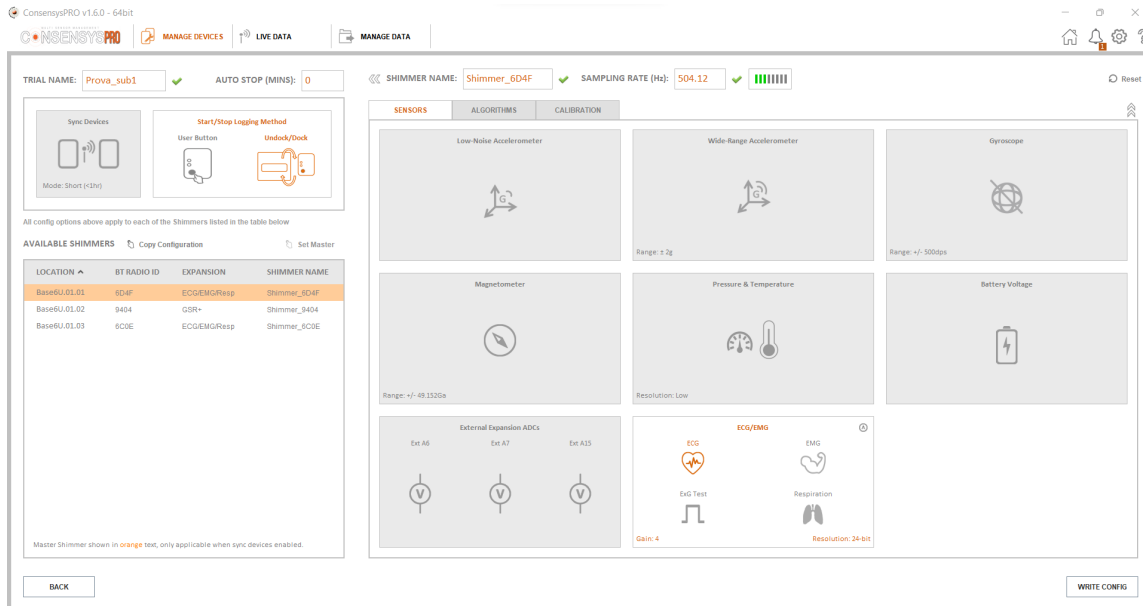 ConsensysPRO v1.6.0 - 64bit
CONSENSYSPRO
MANAGE DEVICES
LIVE DATA
MANAGE DATA
TRIAL NAME: Prova_sub1
AUTO STOP (MINS): 0
SHIMMER NAME: Shimmer_6D4F
SAMPLING RATE (Hz): 504.12
Reset
Sync Devices
Mode: Short (<1hr)
Start/Stop Logging Method
User Button
Undock/Dock
All config options above apply to each of the Shimmers listed in the table below
AVAILABLE SHIMMERS
Copy Configuration
Set Master
LOCATION BT RADIO ID EXPANSION SHIMMER NAME
Base6U.01.01 6D4F ECG/EMG/Resp Shimmer_6D4F
Base6U.01.02 9404 GSR+ Shimmer_9404
Base6U.01.03 6C0E ECG/EMG/Resp Shimmer_6C0E
Master Shimmer shown in orange text, only applicable when sync devices enabled.
SENSORS
ALGORITHMS
CALIBRATION
Low-Noise Accelerometer
G
Wide-Range Accelerometer
G
Range: ± 2g
Gyroscope
Range: +/- 500dps
Magnetometer
Range: +/- 49.152Ga
Pressure & Temperature
Resolution: Low
Battery Voltage
External Expansion ADCs
Ext A6 Ext A7 Ext A15
V V V
ECG/EMG
A
ECG EMG
ExG Test Respiration
Gain: 4
Resolution: 24-bit
BACK
WRITE CONFIG